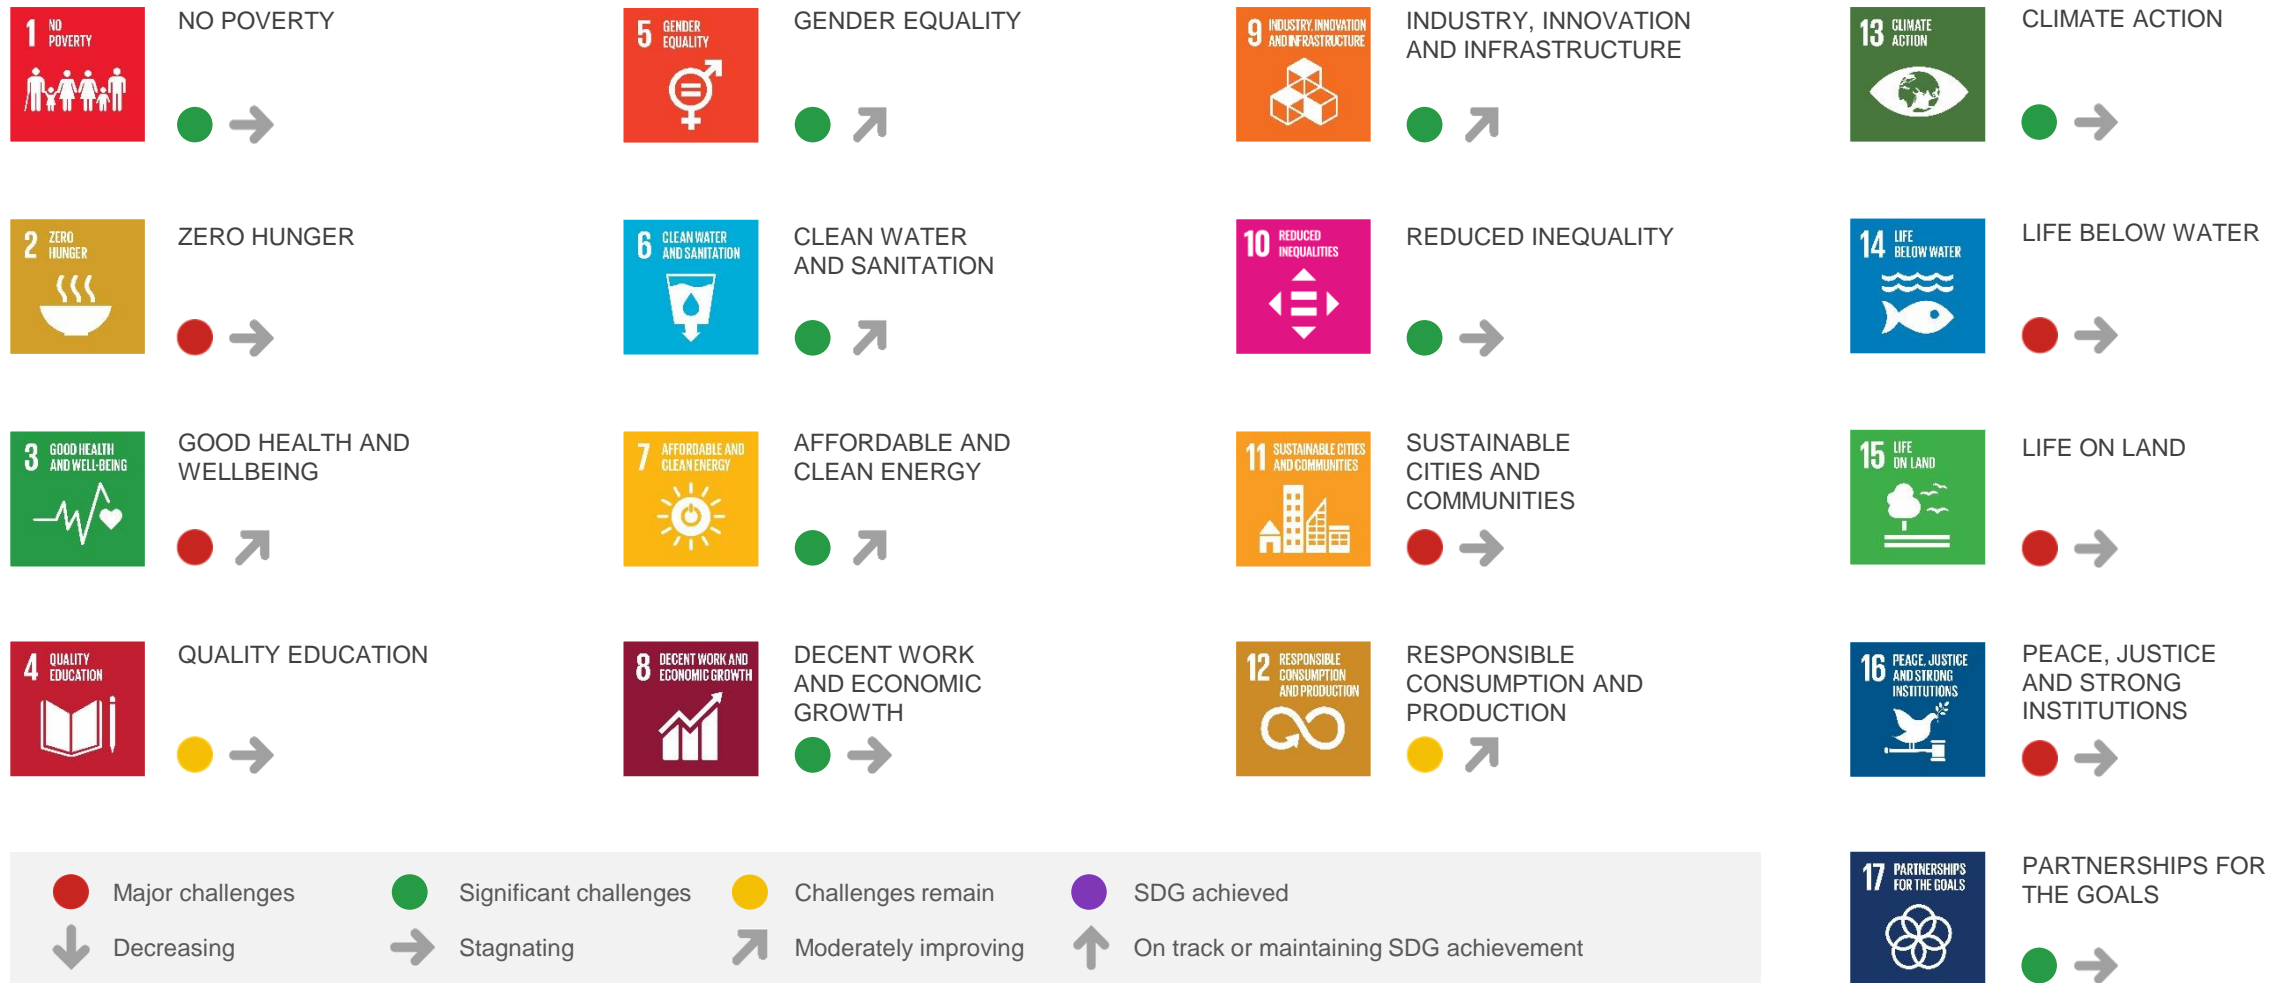 1 NO
POVERTY
NO POVERTY
2 ZERO
HUNGER
ZERO HUNGER
3 GOOD HEALTH
AND WELL-BEING
GOOD HEALTH AND
WELLBEING
4 QUALITY
EDUCATION
QUALITY EDUCATION
5 GENDER
EQUALITY
GENDER EQUALITY
6 CLEAN WATER
AND SANITATION
CLEAN WATER
AND SANITATION
7 AFFORDABLE AND
CLEAN ENERGY
AFFORDABLE AND
CLEAN ENERGY
8 DECENT WORK AND
ECONOMIC GROWTH
DECENT WORK
AND ECONOMIC
GROWTH
9 INDUSTRY, INNOVATION
AND INFRASTRUCTURE
INDUSTRY, INNOVATION
AND INFRASTRUCTURE
10 REDUCED
INEQUALITIES
REDUCED INEQUALITY
11 SUSTAINABLE CITIES
AND COMMUNITIES
SUSTAINABLE
CITIES AND
COMMUNITIES
12 RESPONSIBLE
CONSUMPTION
AND PRODUCTION
RESPONSIBLE
CONSUMPTION AND
PRODUCTION
13 CLIMATE
ACTION
CLIMATE ACTION
14 LIFE
BELOW WATER
LIFE BELOW WATER
15 LIFE
ON LAND
LIFE ON LAND
16 PEACE, JUSTICE
AND STRONG
INSTITUTIONS
PEACE, JUSTICE
AND STRONG
INSTITUTIONS
17 PARTNERSHIPS
FOR THE GOALS
PARTNERSHIPS FOR
THE GOALS
Major challenges
Significant challenges
Challenges remain
SDG achieved
Decreasing
Stagnating
Moderately improving
On track or maintaining SDG achievement